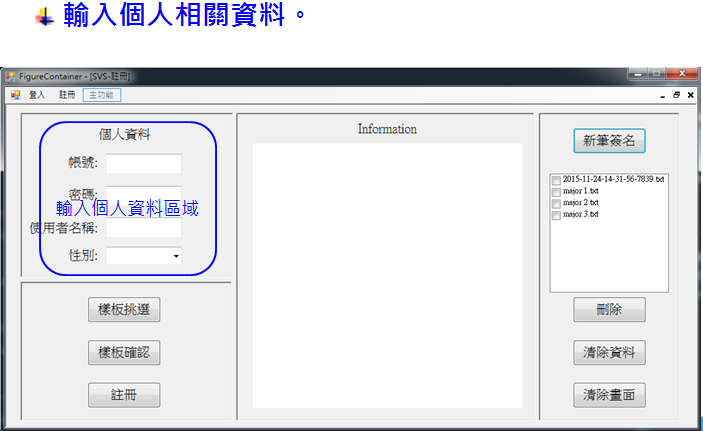 輸入個人相關資料。
FigureContainer - [SVS-註冊]
登入 註冊 主功能
個人資料
帳號:
密碼:
輸入個人資料區域
使用者名稱:
性別:
樣板挑選
樣板確認
註冊
Information
新筆簽名
2015-11-24-14-31-56-7839.txt
major 1.txt
major 2.txt
major 3.txt
刪除
清除資料
清除畫面